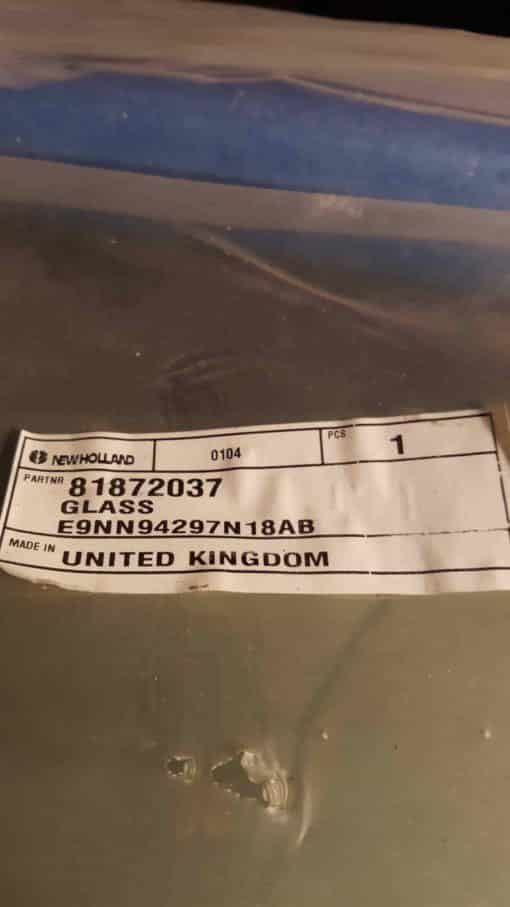 NEW HOLLAND 0104 PCS 1
PARTNR 81872037
GLASS
E9NN94297N18AB
MADE IN UNITED KINGDOM